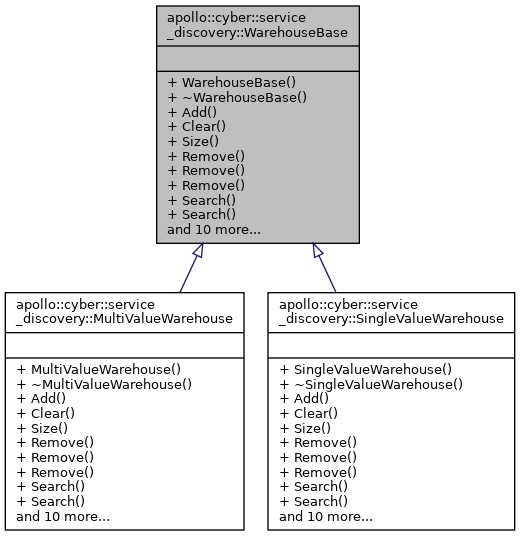 apollo::cyber::service
_discovery::WarehouseBase
+ WarehouseBase()
+ ~WarehouseBase()
+ Add()
+ Clear()
+ Size()
+ Remove()
+ Remove()
+ Remove()
+ Search()
+ Search()
and 10 more...
apollo::cyber::service
_discovery::MultiValueWarehouse
+ MultiValueWarehouse()
+ ~MultiValueWarehouse()
+ Add()
+ Clear()
+ Size()
+ Remove()
+ Remove()
+ Remove()
+ Search()
+ Search()
and 10 more...
apollo::cyber::service
_discovery::SingleValueWarehouse
+ SingleValueWarehouse()
+ ~SingleValueWarehouse()
+ Add()
+ Clear()
+ Size()
+ Remove()
+ Remove()
+ Remove()
+ Search()
+ Search()
and 10 more...